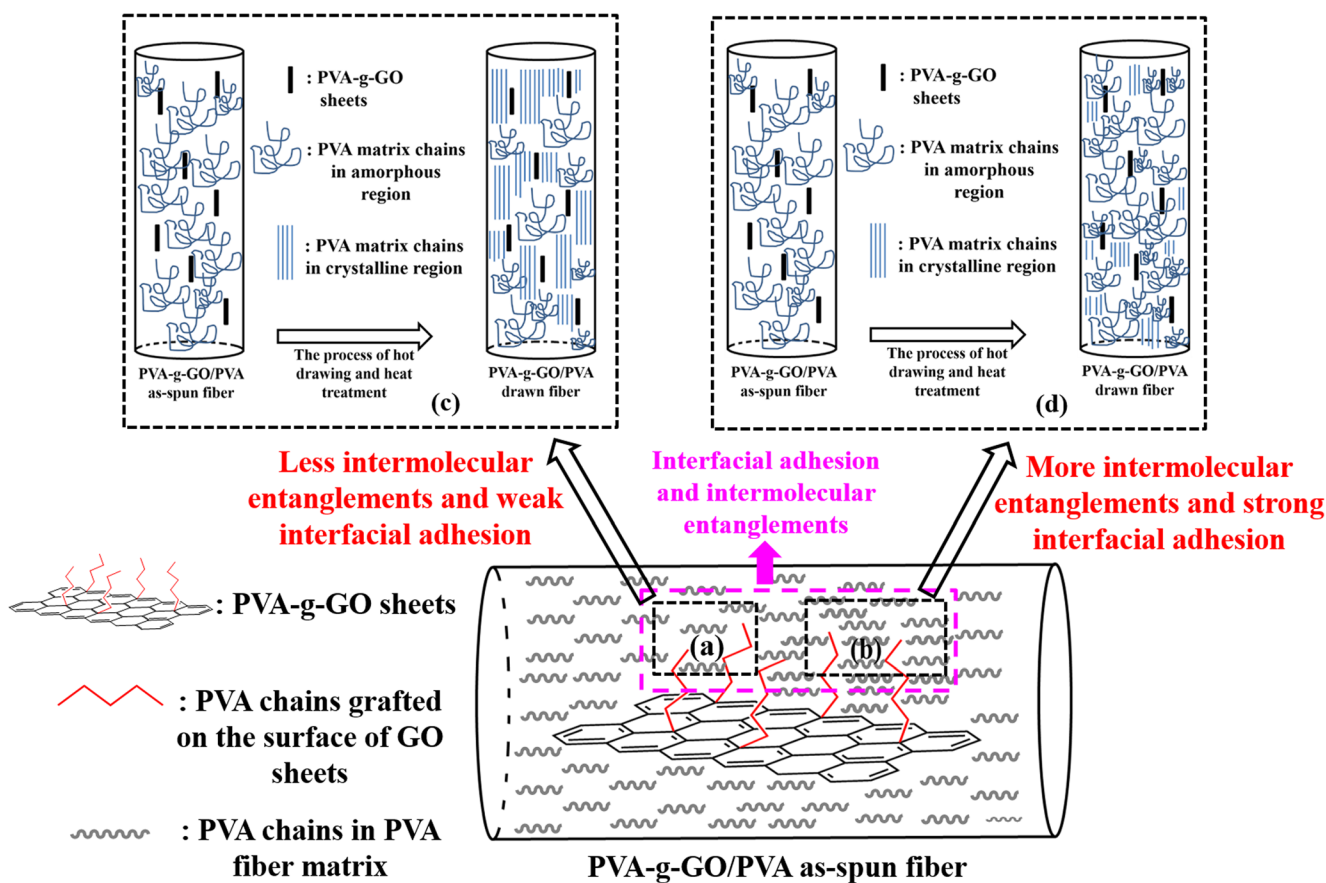 : PVA-g-GO
sheets
: PVA matrix chains
in amorphous
region
: PVA matrix chains
in crystalline region
PVA-g-GO/PVA
as-spun fiber
The process of hot
drawing and heat
treatment
PVA-g-GO/PVA
drawn fiber
(c)
: PVA-g-GO
sheets
: PVA matrix chains
in amorphous
region
: PVA matrix chains
in crystalline region
PVA-g-GO/PVA
as-spun fiber
The process of hot
drawing and heat
treatment
PVA-g-GO/PVA
drawn fiber
(d)
Less intermolecular
entanglements and weak
interfacial adhesion
Interfacial adhesion
and intermolecular
entanglements
More intermolecular
entanglements and strong
interfacial adhesion
: PVA-g-GO sheets
: PVA chains grafted
on the surface of GO
sheets
: PVA chains in PVA
fiber matrix
(a)
(b)
PVA-g-GO/PVA as-spun fiber